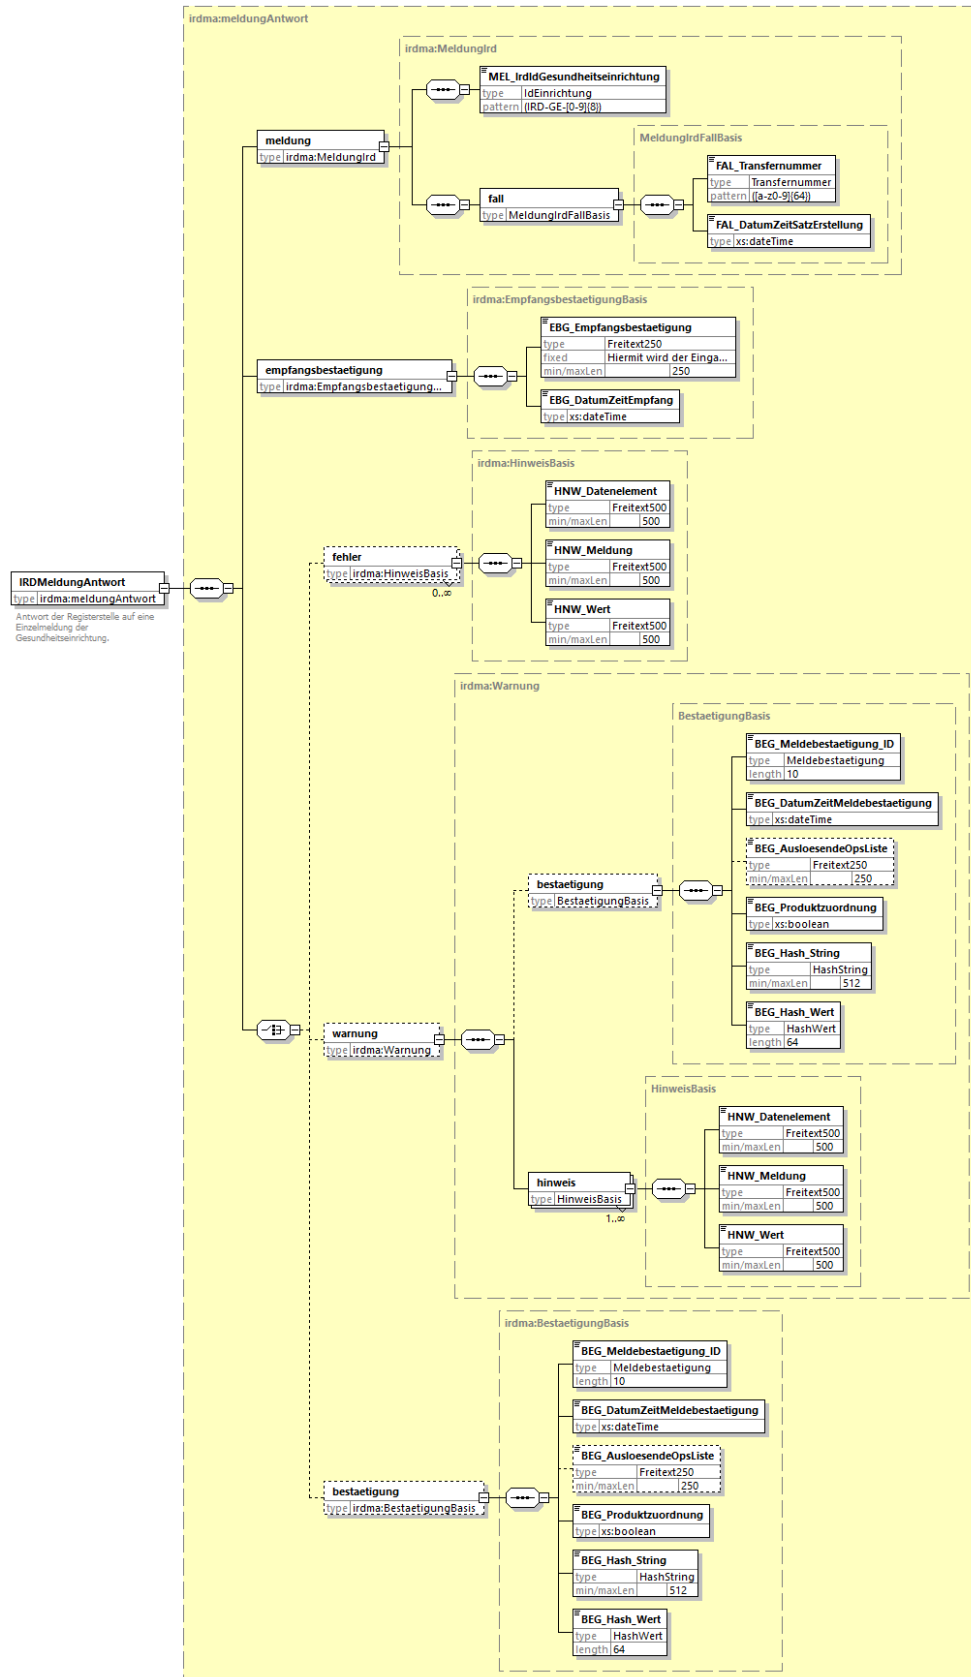 irdma:meldungAntwort
irdma:MeldungIrd
MEL_IrdIdGesundheitseinrichtung
type IdEinrichtung
pattern (IRD-GE-[0-9]{8})
meldung
type irdma:MeldungIrd
MeldungIrdFallBasis
FAL_Transfernummer
type Transfernummer
pattern ([a-z0-9]{64})
fall
type MeldungIrdFallBasis
FAL_DatumZeitSatzErstellung
type xs:dateTime
irdma:EmpfangsbestaetigungBasis
EBG_Empfangsbestaetigung
type Freitext250
fixed Hiermit wird der Einga...
min/maxLen 250
empfangsbestaetigung
type irdma:Empfangsbestaetigung...
EBG_DatumZeitEmpfang
type xs:dateTime
irdma:HinweisBasis
HNW_Datenelement
type Freitext500
min/maxLen 500
fehler
type irdma:HinweisBasis
0..∞
HNW_Meldung
type Freitext500
min/maxLen 500
HNW_Wert
type Freitext500
min/maxLen 500
IRDMeldungAntwort
type irdma:meldungAntwort
Antwort der Registerstelle auf eine
Einzelmeldung der
Gesundheitseinrichtung.
irdma:Warnung
BestaetigungBasis
BEG_Meldebestaetigung_ID
type Meldebestaetigung
length 10
BEG_DatumZeitMeldebestaetigung
type xs:dateTime
BEG_AusloesendeOpsListe
type Freitext250
min/maxLen 250
bestaetigung
type BestaetigungBasis
BEG_Produktzuordnung
type xs:boolean
BEG_Hash_String
type HashString
min/maxLen 512
BEG_Hash_Wert
type HashWert
length 64
warnung
type irdma:Warnung
HinweisBasis
HNW_Datenelement
type Freitext500
min/maxLen 500
hinweis
type HinweisBasis
1..∞
HNW_Meldung
type Freitext500
min/maxLen 500
HNW_Wert
type Freitext500
min/maxLen 500
irdma:BestaetigungBasis
BEG_Meldebestaetigung_ID
type Meldebestaetigung
length 10
BEG_DatumZeitMeldebestaetigung
type xs:dateTime
BEG_AusloesendeOpsListe
type Freitext250
min/maxLen 250
bestaetigung
type irdma:BestaetigungBasis
BEG_Produktzuordnung
type xs:boolean
BEG_Hash_String
type HashString
min/maxLen 512
BEG_Hash_Wert
type HashWert
length 64